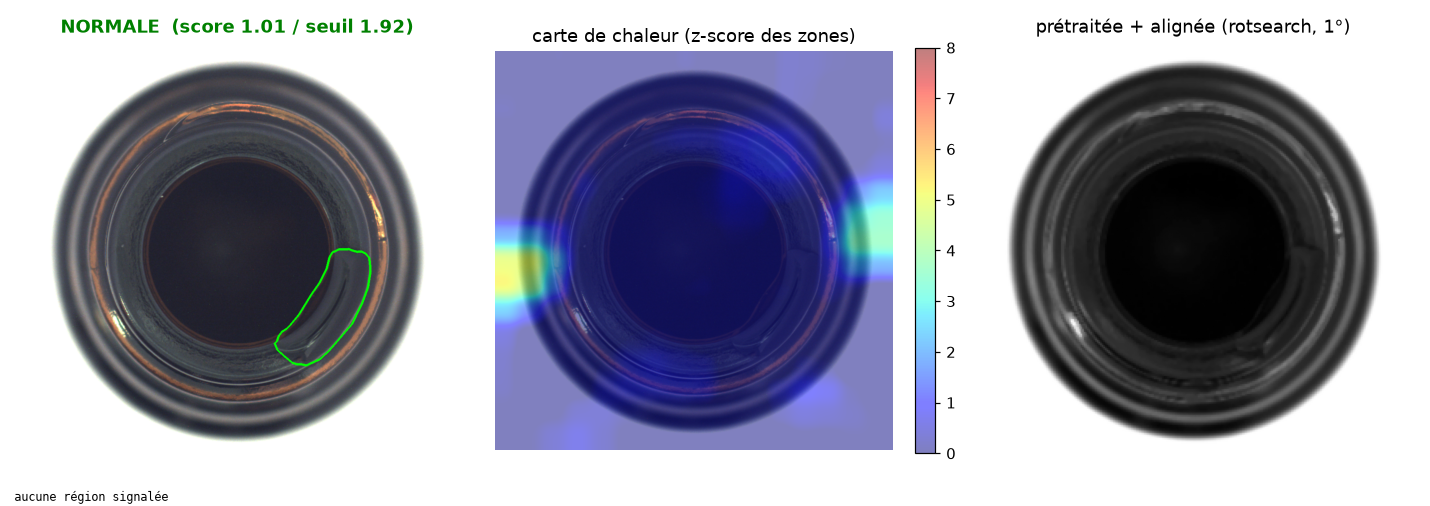 NORMALE  (score 1.01 / seuil 1.92)
carte de chaleur (z-score des zones)
prétraitée + alignée (rotsearch, 1°)
8
7
6
5
4
3
2
1
0
aucune région signalée